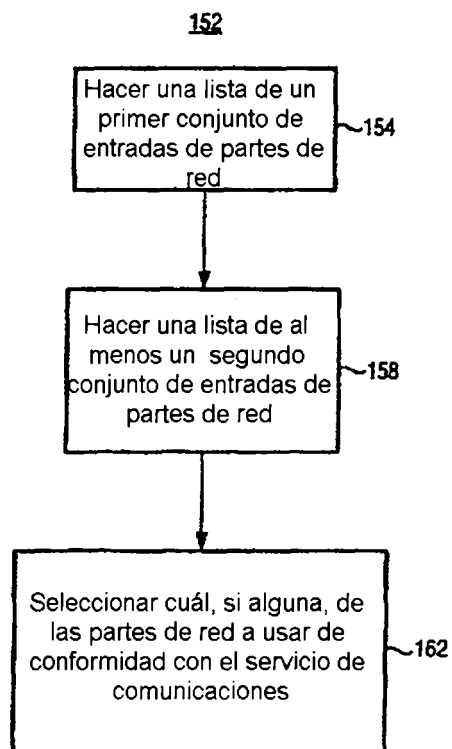 152
Hacer una lista de un
primer conjunto de
entradas de partes de
red
154
Hacer una lista de al
menos un segundo
conjunto de entradas de
partes de red
158
Seleccionar cuál, si alguna, de
las partes de red a usar de
conformidad con el servicio de
comunicaciones
162